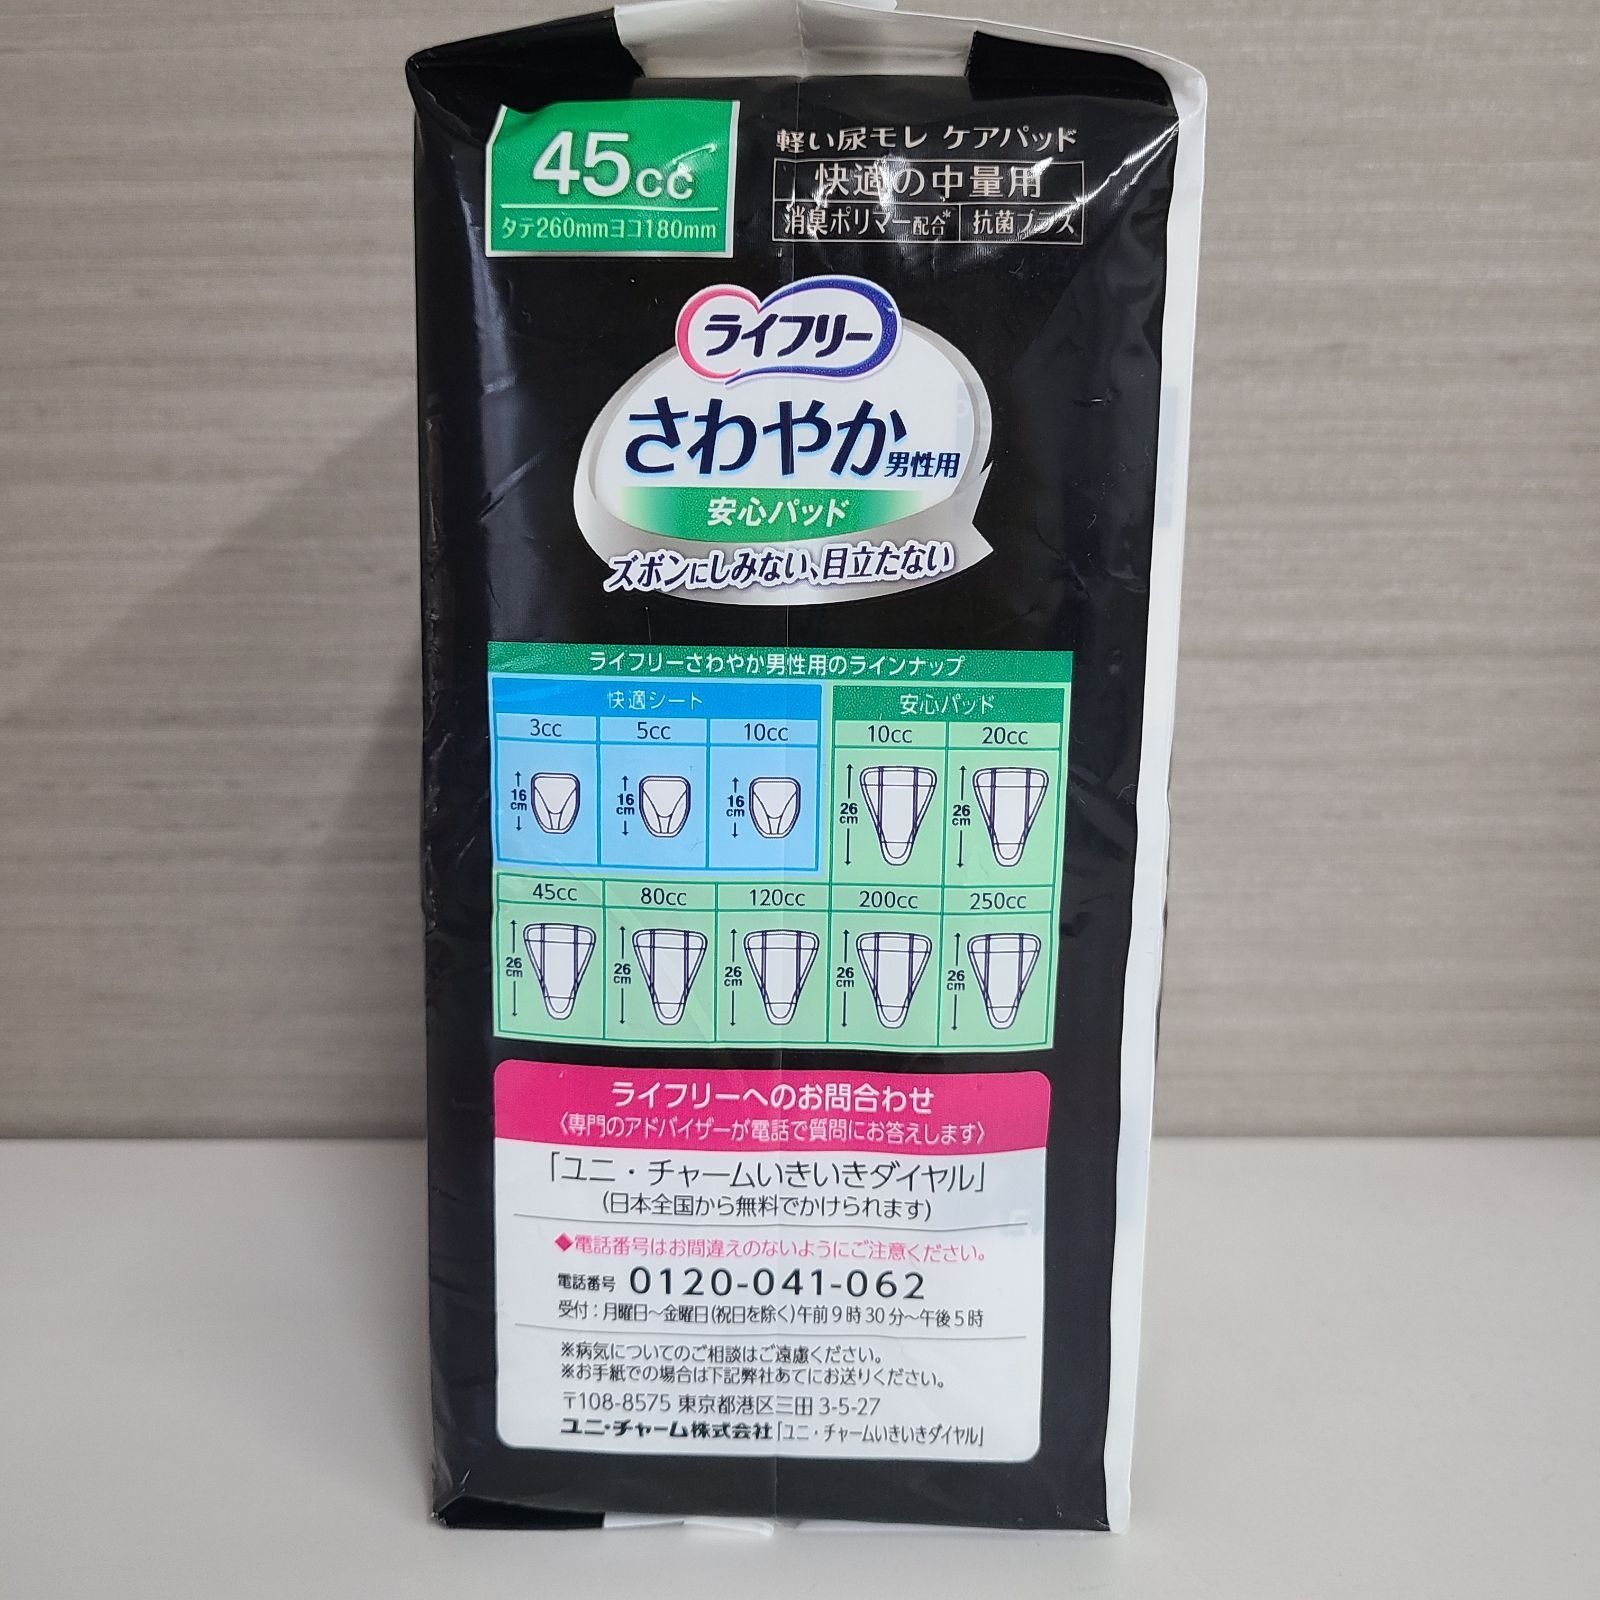 45cc
タテ260mmヨコ180mm
軽い尿モレ ケアパッド
快適の中量用
消臭ポリマー配合* 抗菌プラス
ライフリー
さわやか男性用
安心パッド
ズボンにしみない、目立たない
ライフリーさわやか男性用のラインナップ
快適シート 安心パッド
3cc 5cc 10cc 10cc 20cc
16cm 16cm 16cm 26cm 26cm
45cc 80cc 120cc 200cc 250cc
26cm 26cm 26cm 26cm 26cm
ライフリーへのお問合わせ
〈専門のアドバイザーが電話で質問にお答えします〉
「ユニ・チャームいきいきダイヤル」
(日本全国から無料でかけられます)
◆電話番号はお間違えのないようにご注意ください。
電話番号 0120-041-062
受付:月曜日〜金曜日(祝日を除く)午前9時30分〜午後5時
※病気についてのご相談はご遠慮ください。
※お手紙での場合は下記弊社あてにお送りください。
〒108-8575 東京都港区三田3-5-27
ユニ・チャーム株式会社「ユニ・チャームいきいきダイヤル」